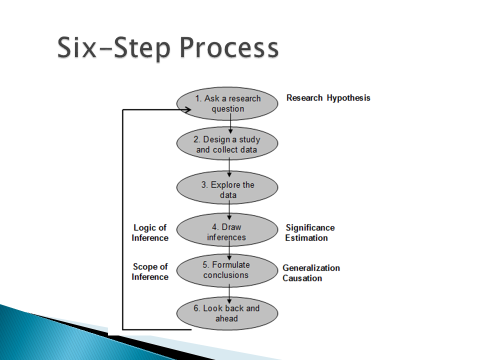 Six-Step Process
1. Ask a research
question
Research Hypothesis
2. Design a study
and collect data
3. Explore the
data
Logic of
Inference
4. Draw
inferences
Significance
Estimation
Scope of
Inference
5. Formulate
conclusions
Generalization
Causation
6. Look back and
ahead